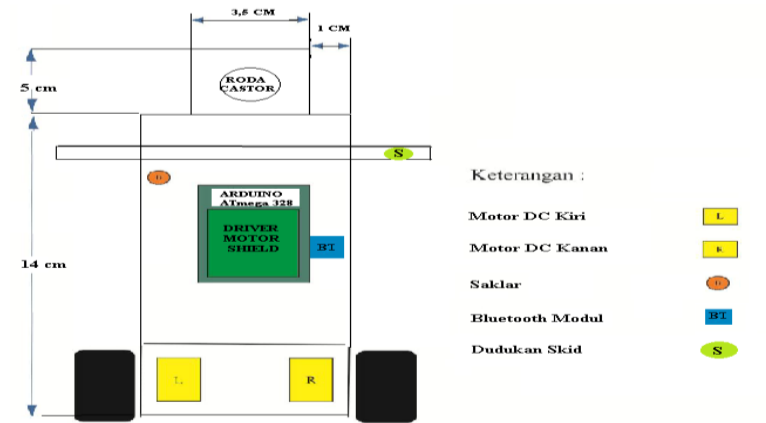 3,5 CM
1 CM
RODA
CASTOR
5 cm
S
ARDUINO
ATmega 328
DRIVER
MOTOR
SHIELD
BT
14 cm
L
R
Keterangan :
Motor DC Kiri
L
Motor DC Kanan
R
Saklar
Bluetooth Modul
BT
Dudukan Skid
S